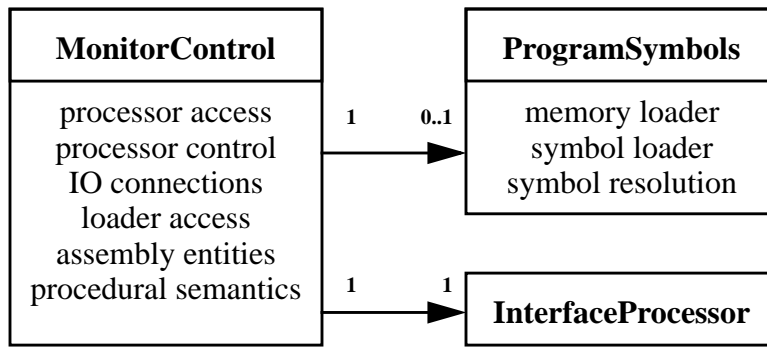 MonitorControl
processor access
processor control
IO connections
loader access
assembly entities
procedural semantics
1 0..1
ProgramSymbols
memory loader
symbol loader
symbol resolution
1 1
InterfaceProcessor